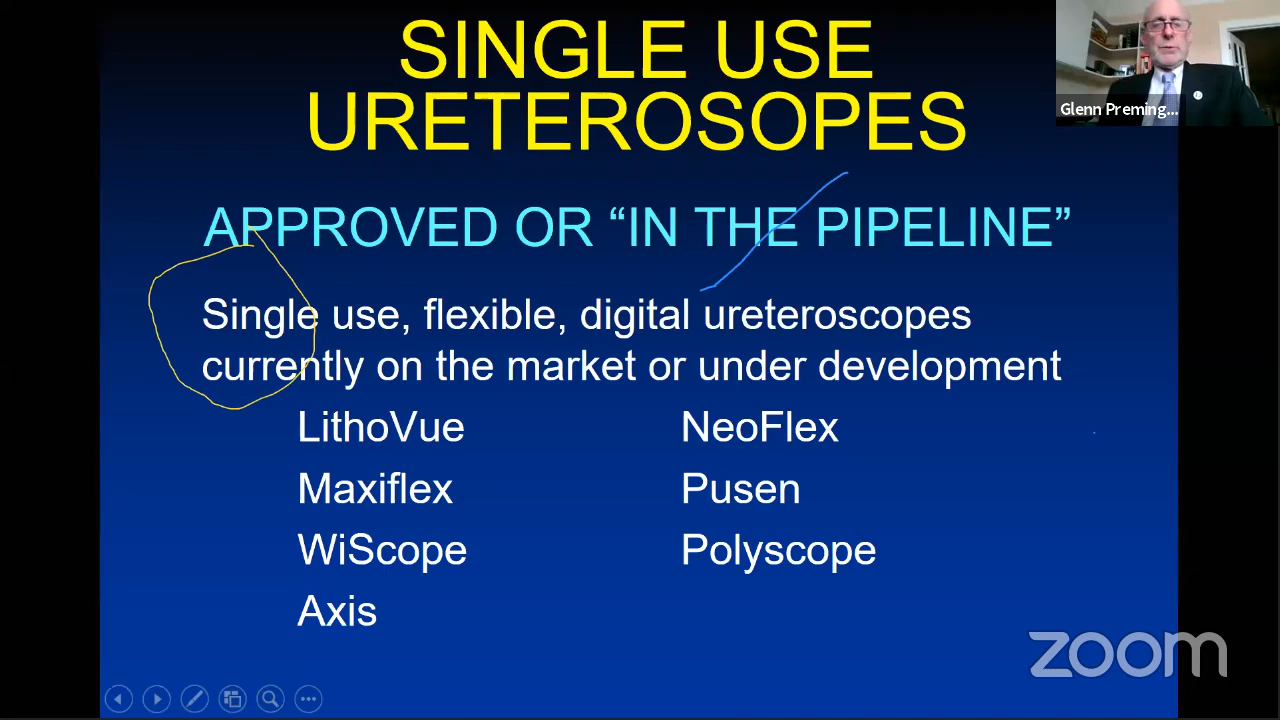 SINGLE USE
URETEROSOPES
APPROVED OR “IN THE PIPELINE”
Single use, flexible, digital ureteroscopes
currently on the market or under development
LithoVue
NeoFlex
Maxiflex
Pusen
WiScope
Polyscope
Axis
Glenn Preming...
zoom